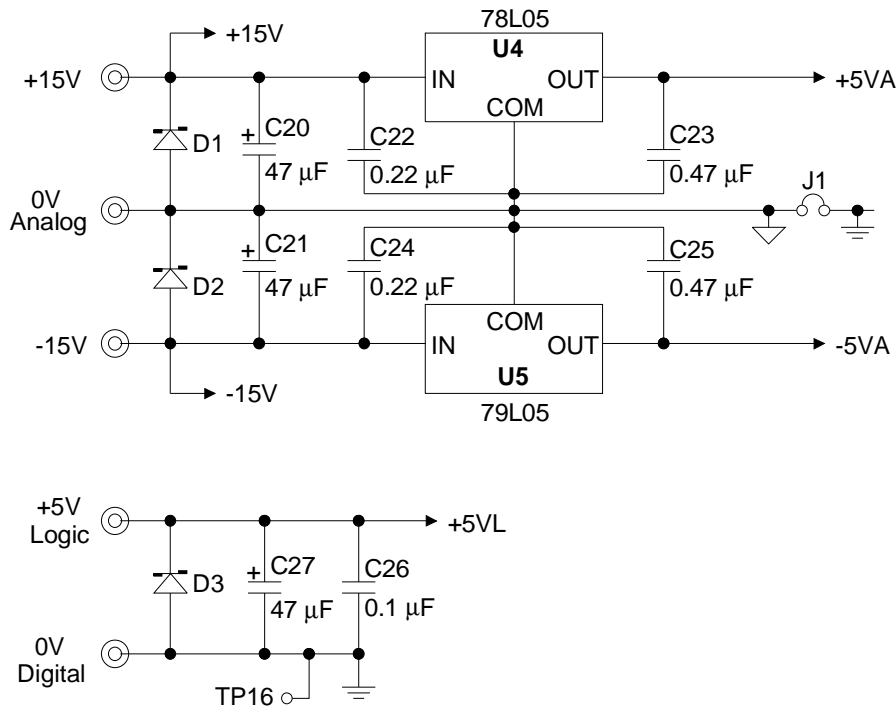 78L05
+15V
U4
+15V
IN
OUT
+5VA
COM
D1
+
C20
47 μF
C22
0.22 μF
C23
0.47 μF
J1
0V
Analog
D2
+
C21
47 μF
C24
0.22 μF
C25
0.47 μF
COM
-15V
IN
OUT
-5VA
U5
-15V
79L05
+5V
Logic
+5VL
D3
+
C27
47 μF
C26
0.1 μF
0V
Digital
TP16